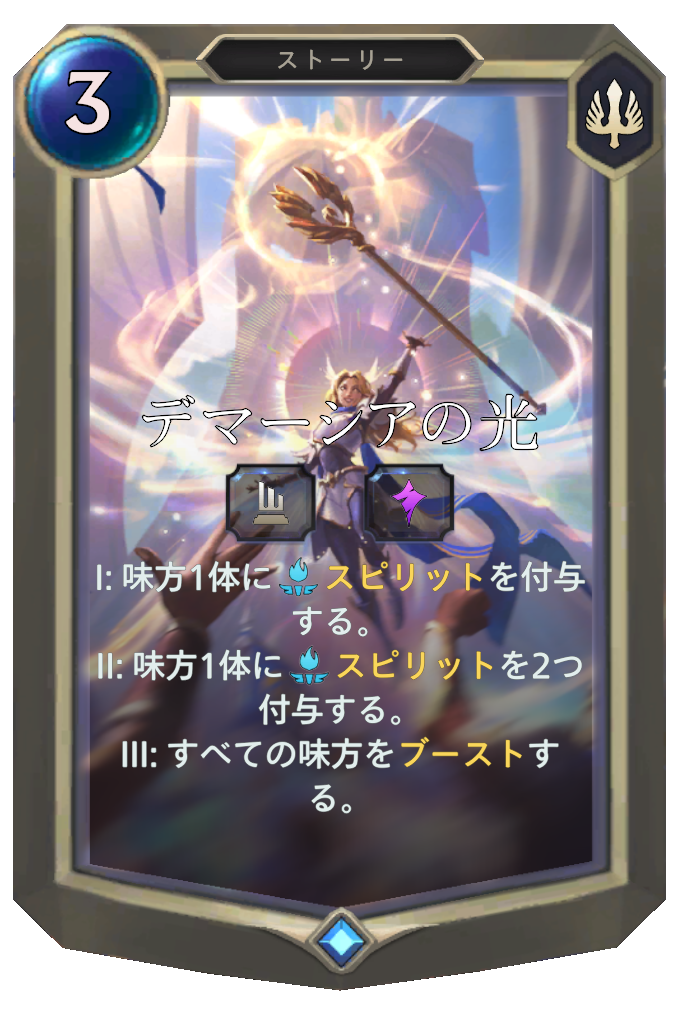 3
ストーリー
デマーシアの光
I: 味方1体にスピリットを付与
する。
II: 味方1体にスピリットを2つ
付与する。
III: すべての味方をブーストす
る。